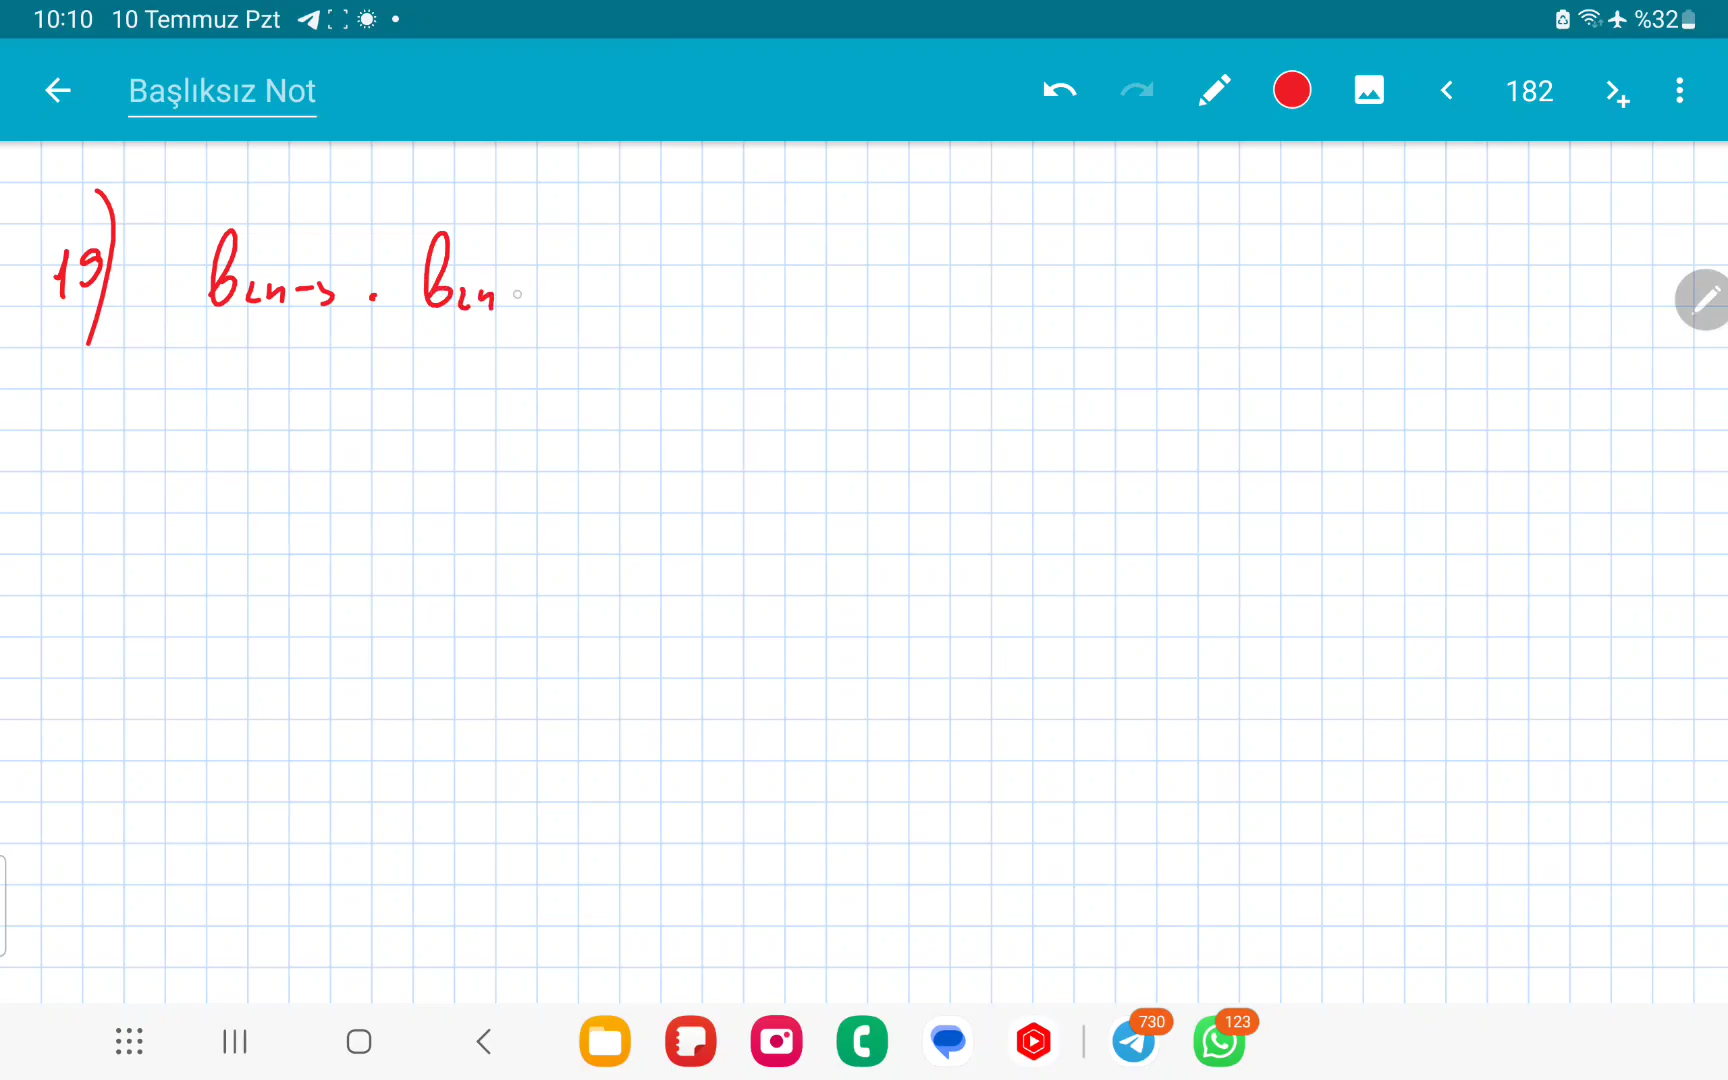 10:10 10 Temmuz Pzt %32
Başlıksız Not 182
19) b₂ₙ₋₃ · b₂ₙ
730 123